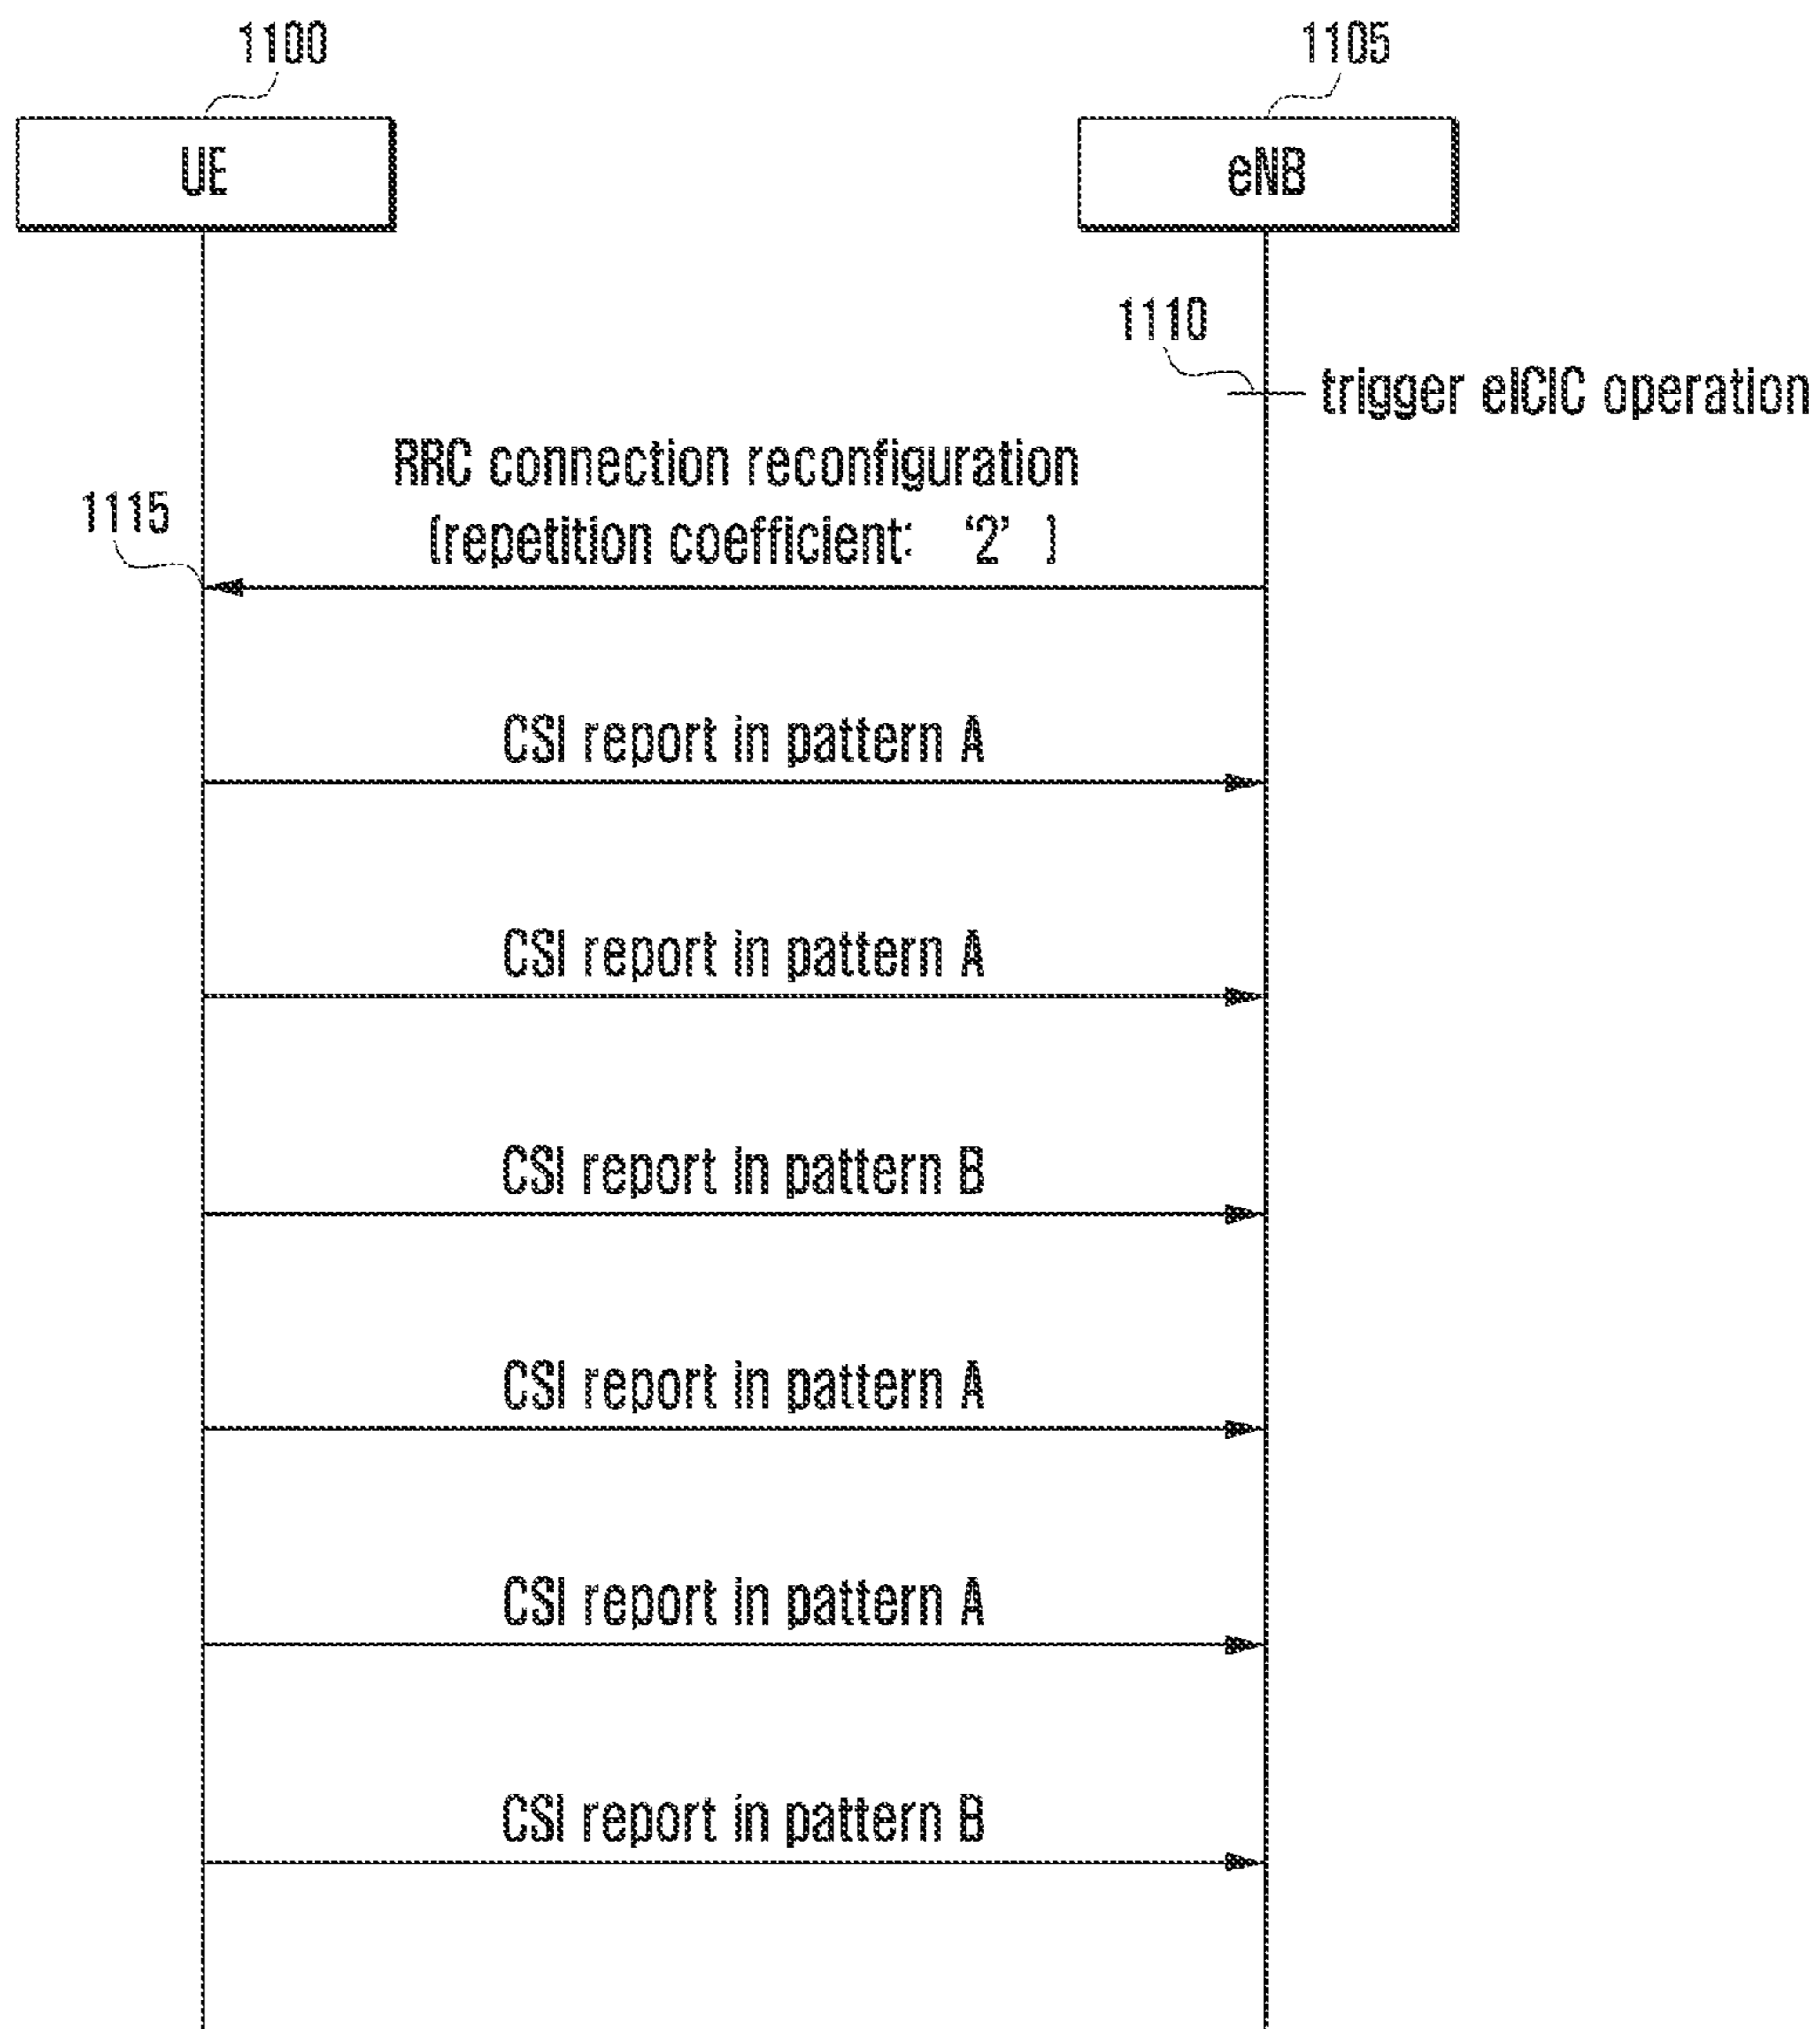 1100
1105
UE
eNB
1110
trigger eICIC operation
RRC connection reconfiguration
1115
(repetition coefficient: ‘2’ )
CSI report in pattern A
CSI report in pattern A
CSI report in pattern B
CSI report in pattern A
CSI report in pattern A
CSI report in pattern B